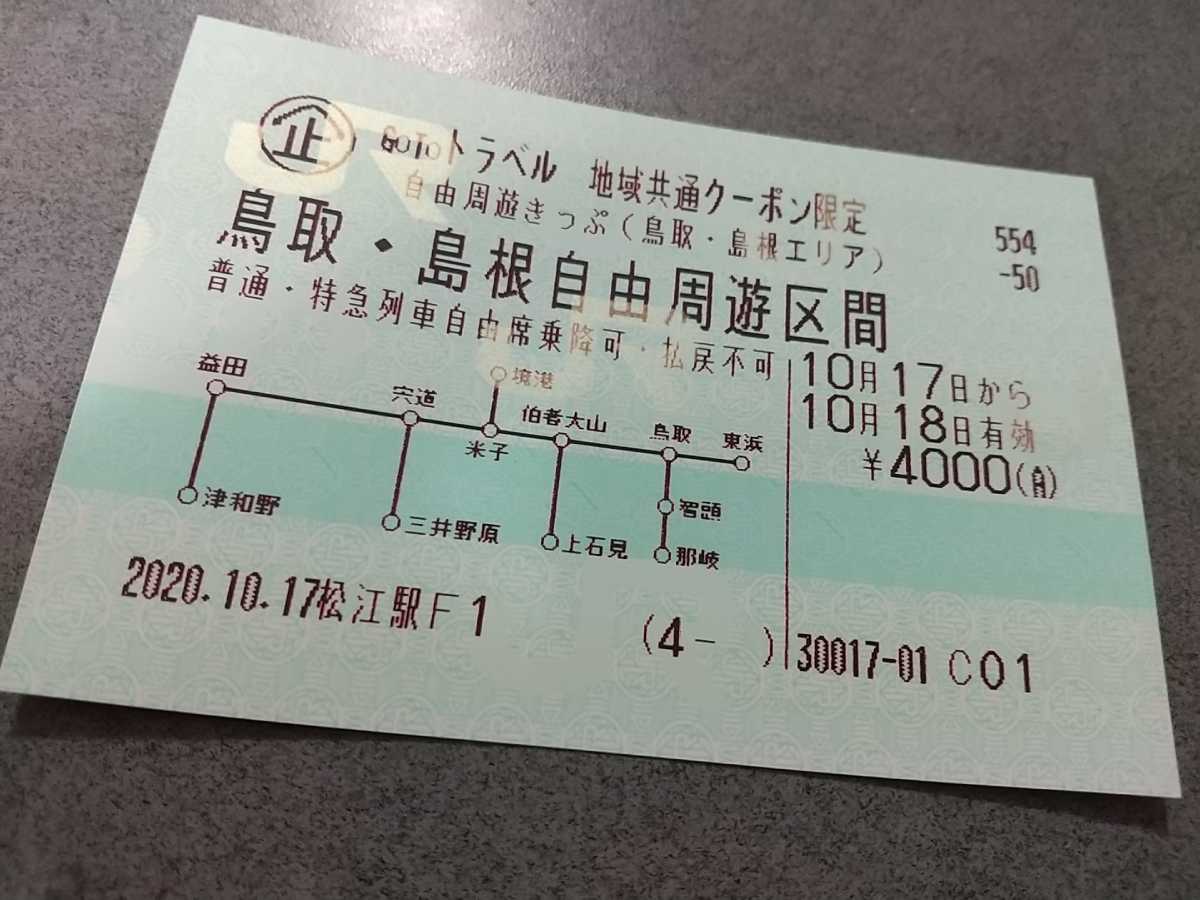 企 GoToトラベル 地域共通クーポン限定
自由周遊きっぷ(鳥取・島根エリア)
554
-50
鳥取・島根自由周遊区間
普通・特急列車自由席乗降可・払戻不可
10月17日から
10月18日有効
¥4000(自)
境港
益田 宍道 伯耆大山 鳥取 東浜
米子
智頭
津和野 三井野原 上石見 那岐
2020.10.17松江駅F1
(4- )
30017-01 C01